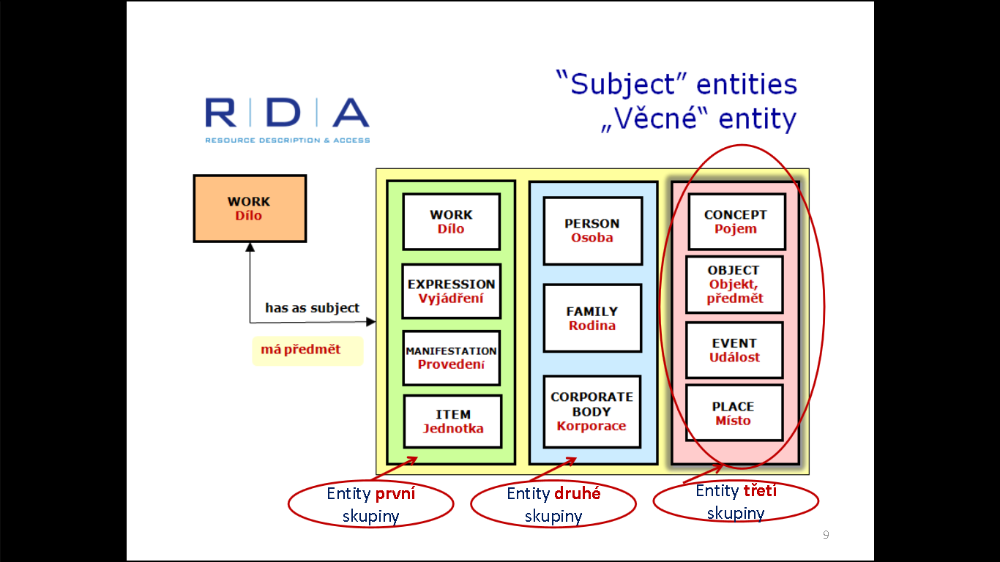 “Subject” entities
„Věcné“ entity
R|D|A
RESOURCE DESCRIPTION & ACCESS
WORK
Dílo
has as subject
má předmět
WORK
Dílo
EXPRESSION
Vyjádření
MANIFESTATION
Provedení
ITEM
Jednotka
PERSON
Osoba
FAMILY
Rodina
CORPORATE
BODY
Korporace
CONCEPT
Pojem
OBJECT
Objekt,
předmět
EVENT
Událost
PLACE
Místo
Entity první
skupiny
Entity druhé
skupiny
Entity třetí
skupiny
9